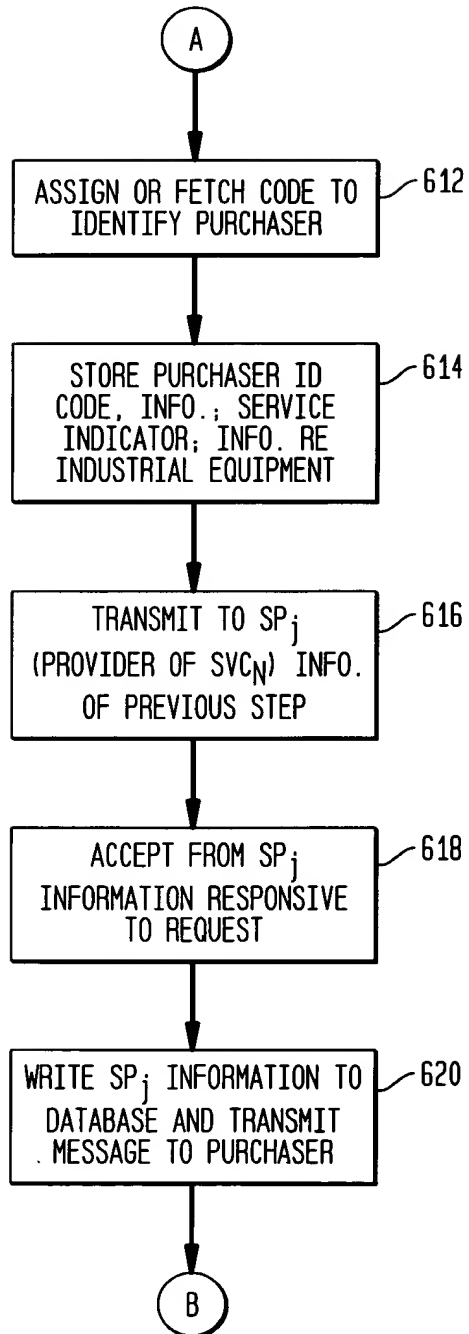 A
ASSIGN OR FETCH CODE TO
IDENTIFY PURCHASER
612
STORE PURCHASER ID
CODE, INFO.; SERVICE
INDICATOR; INFO. RE
INDUSTRIAL EQUIPMENT
614
TRANSMIT TO SPj
(PROVIDER OF SVCN) INFO.
OF PREVIOUS STEP
616
ACCEPT FROM SPj
INFORMATION RESPONSIVE
TO REQUEST
618
WRITE SPj INFORMATION TO
DATABASE AND TRANSMIT
MESSAGE TO PURCHASER
620
B